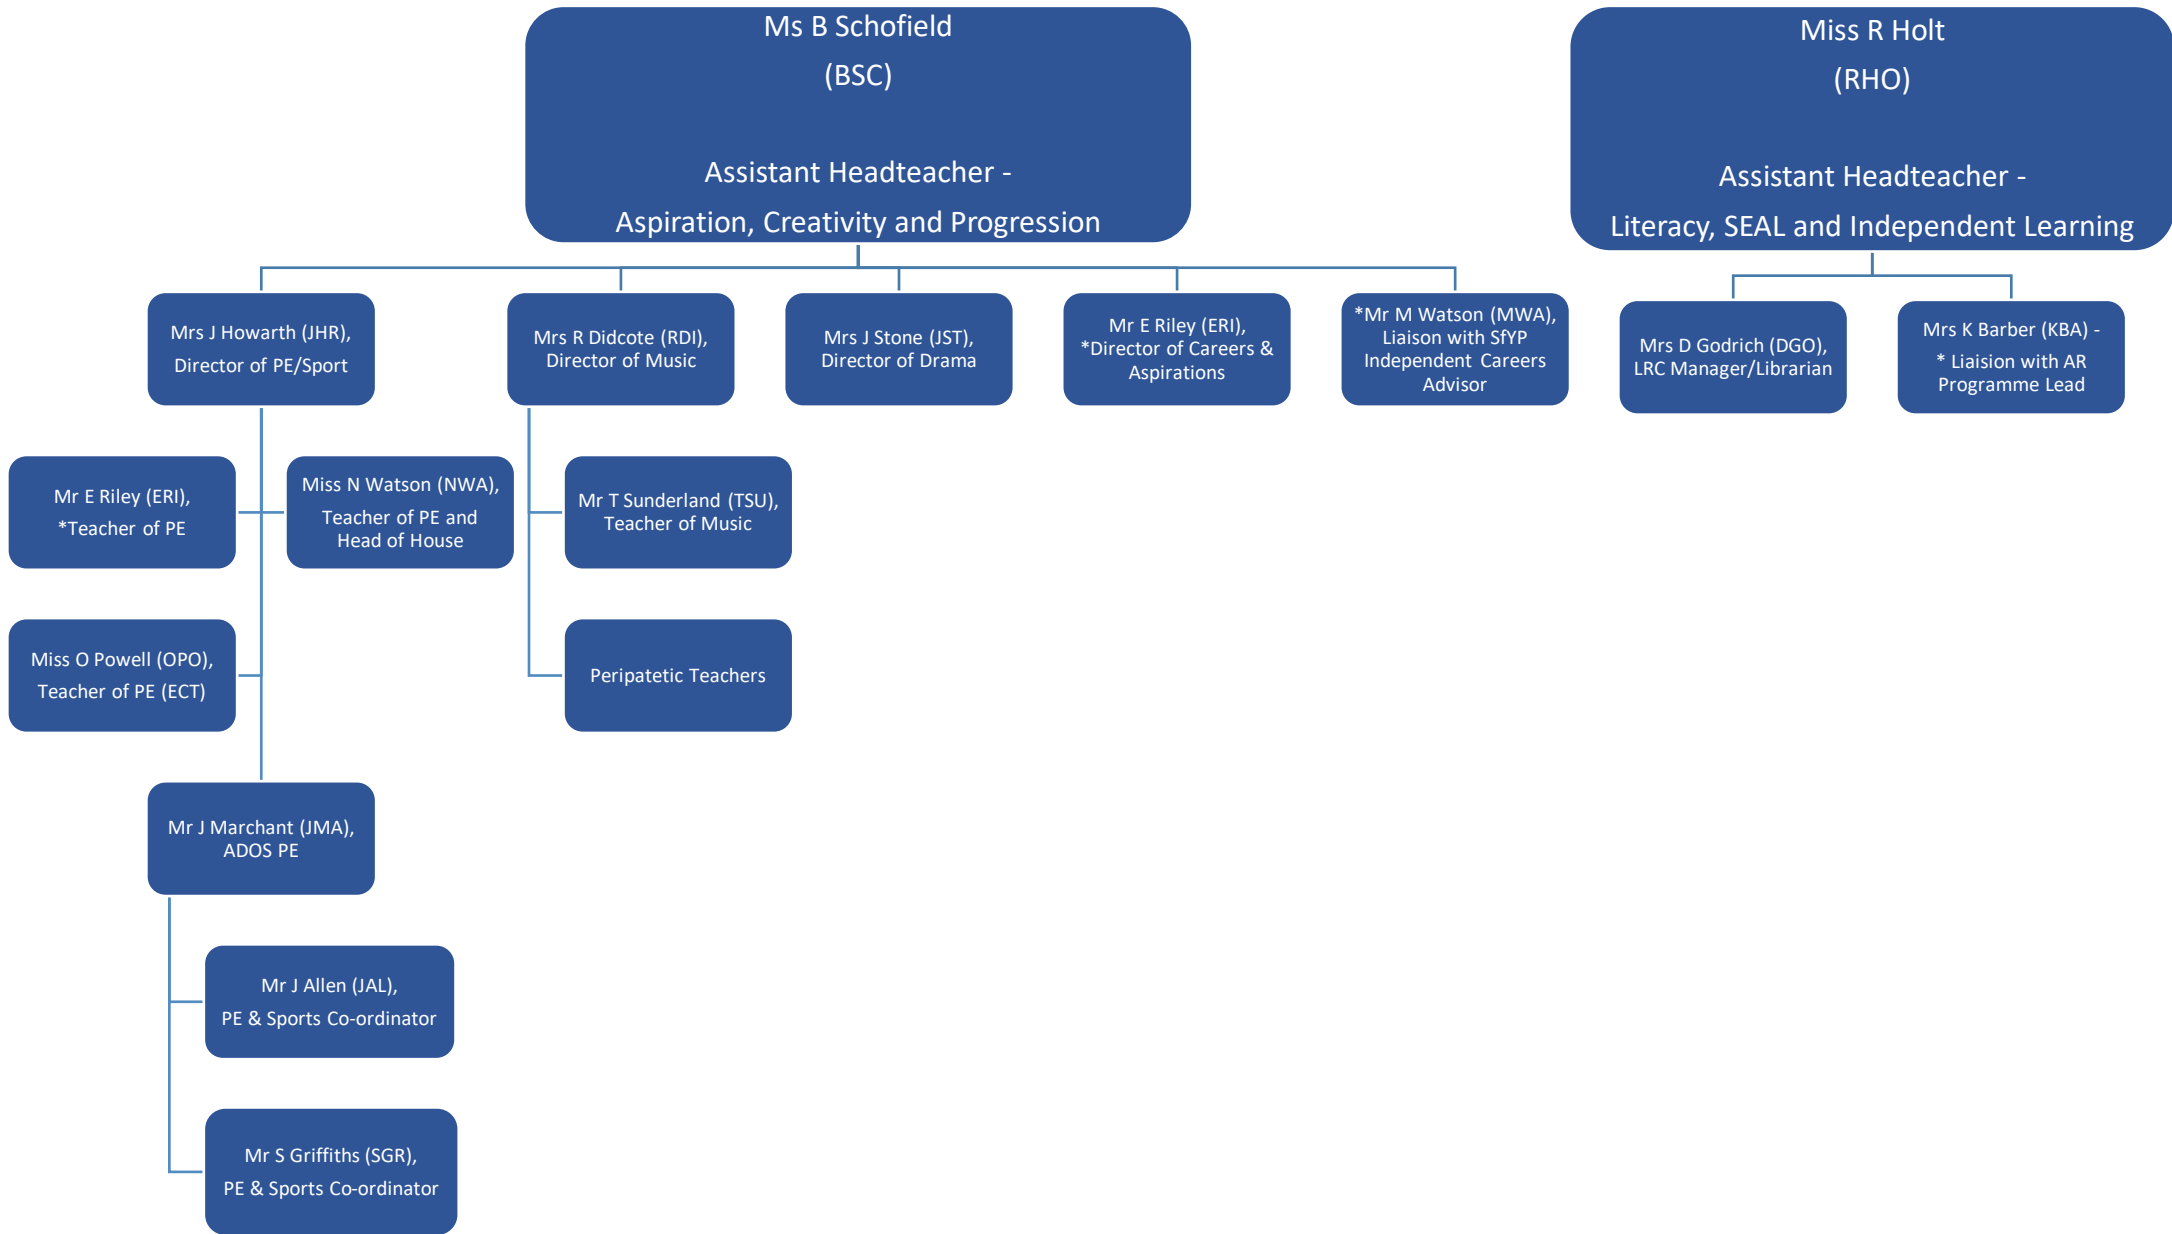 Ms B Schofield
(BSC)
Assistant Headteacher -
Aspiration, Creativity and Progression
Miss R Holt
(RHO)
Assistant Headteacher -
Literacy, SEAL and Independent Learning
Mrs J Howarth (JHR),
Director of PE/Sport
Mrs R Didcote (RDI),
Director of Music
Mrs J Stone (JST),
Director of Drama
Mr E Riley (ERI),
*Director of Careers &
Aspirations
*Mr M Watson (MWA),
Liaison with SfYP
Independent Careers
Advisor
Mrs D Godrich (DGO),
LRC Manager/Librarian
Mrs K Barber (KBA) -
* Liaision with AR
Programme Lead
Mr E Riley (ERI),
*Teacher of PE
Miss N Watson (NWA),
Teacher of PE and
Head of House
Mr T Sunderland (TSU),
Teacher of Music
Miss O Powell (OPO),
Teacher of PE (ECT)
Peripatetic Teachers
Mr J Marchant (JMA),
ADOS PE
Mr J Allen (JAL),
PE & Sports Co-ordinator
Mr S Griffiths (SGR),
PE & Sports Co-ordinator